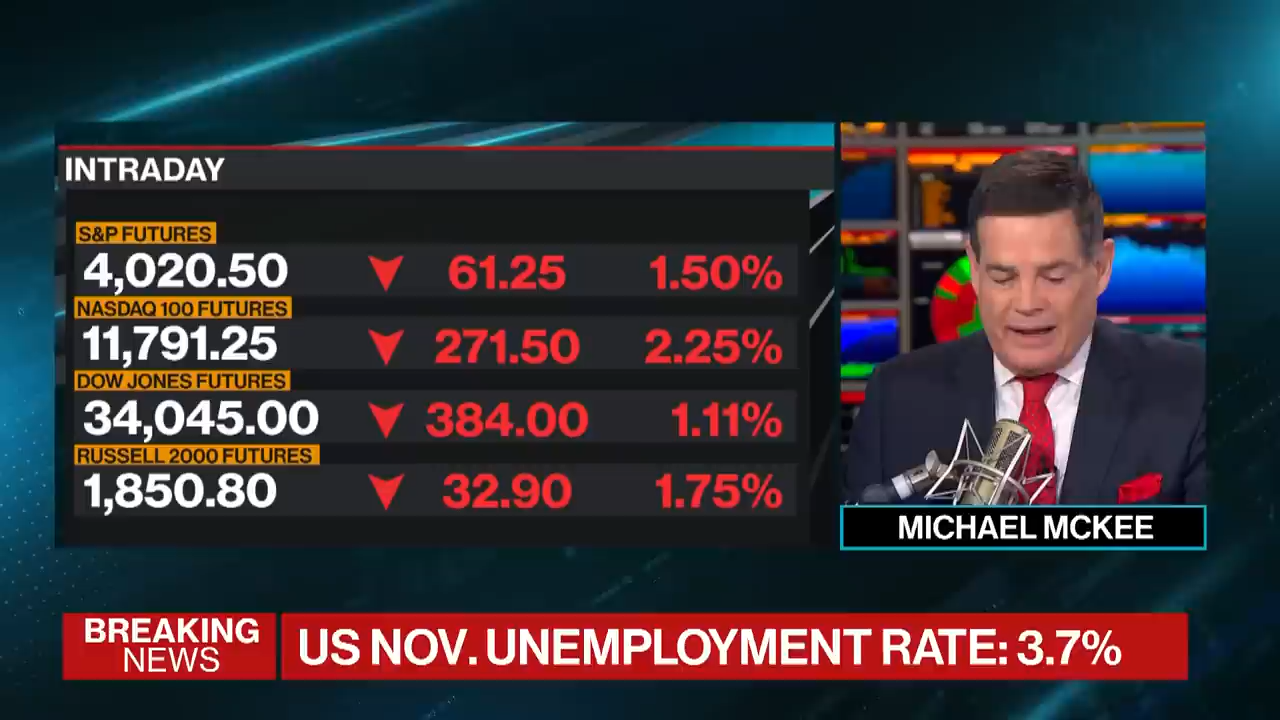 INTRADAY
S&P FUTURES
4,020.50 ▼ 61.25 1.50%
NASDAQ 100 FUTURES
11,791.25 ▼ 271.50 2.25%
DOW JONES FUTURES
34,045.00 ▼ 384.00 1.11%
RUSSELL 2000 FUTURES
1,850.80 ▼ 32.90 1.75%
MICHAEL MCKEE
BREAKING
NEWS
US NOV. UNEMPLOYMENT RATE: 3.7%